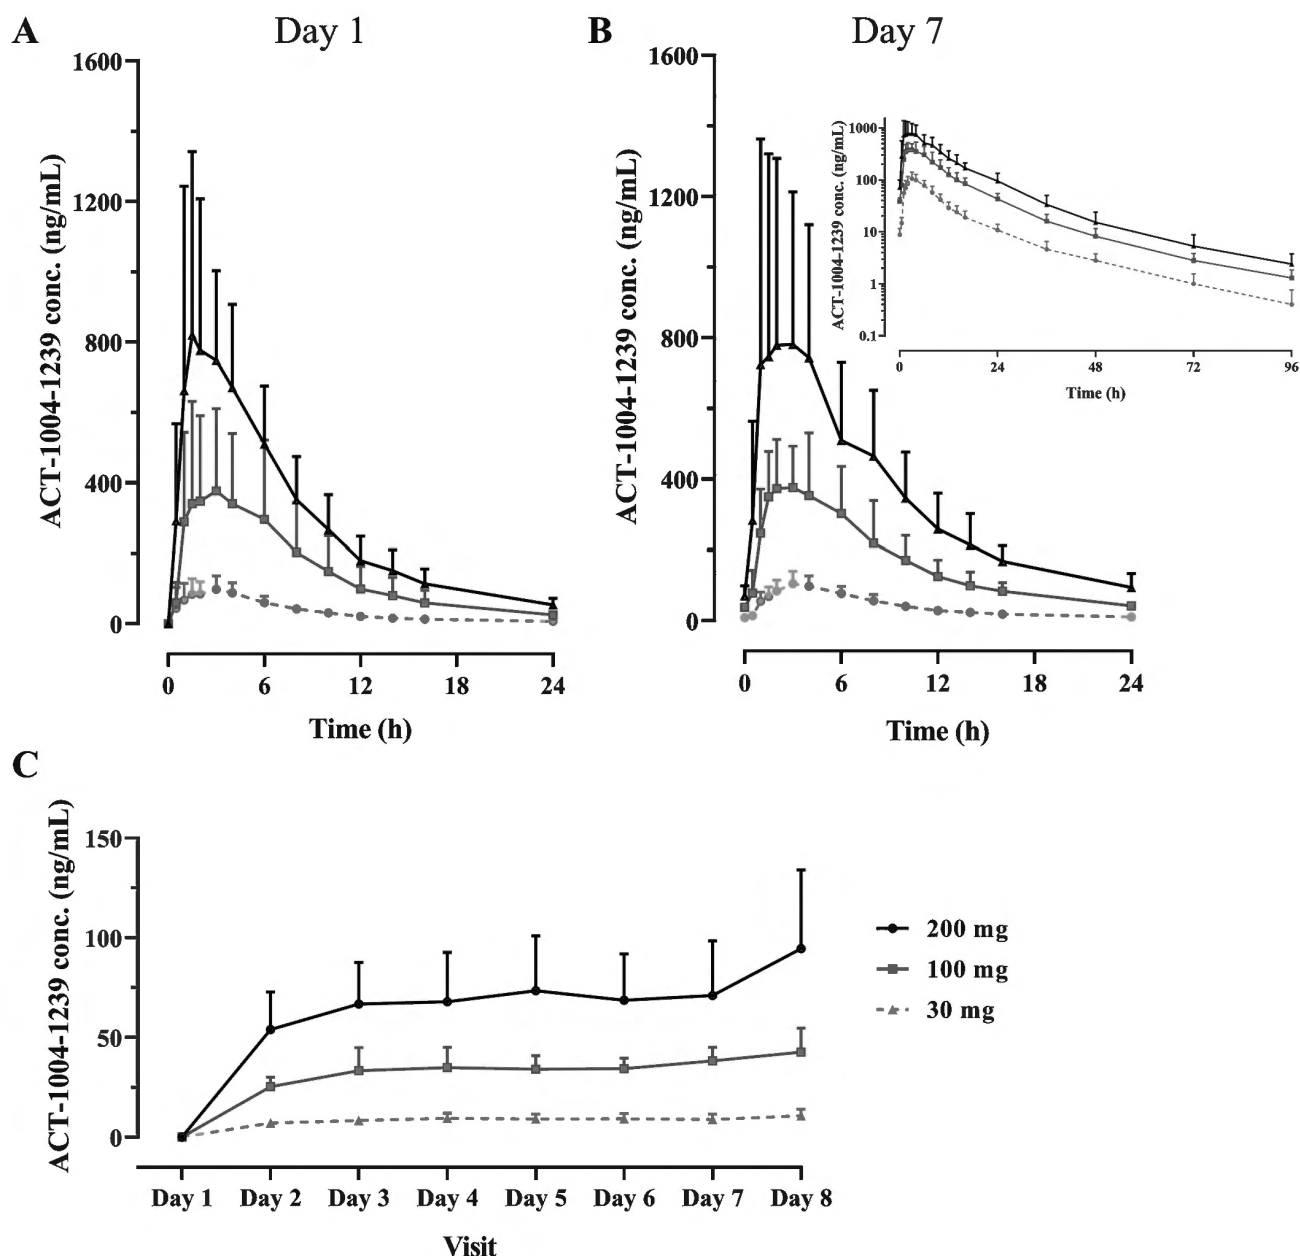 A
Day 1
1600
1200
800
400
0
ACT-1004-1239 conc. (ng/mL)
0 6 12 18 24
Time (h)
B
Day 7
1600
1200
800
400
0
ACT-1004-1239 conc. (ng/mL)
0 6 12 18 24
Time (h)
1000
100
10
1
0.1
ACT-1004-1239 conc. (ng/mL)
0 24 48 72 96
Time (h)
C
150
100
50
0
ACT-1004-1239 conc. (ng/mL)
Day 1 Day 2 Day 3 Day 4 Day 5 Day 6 Day 7 Day 8
Visit
200 mg
100 mg
30 mg